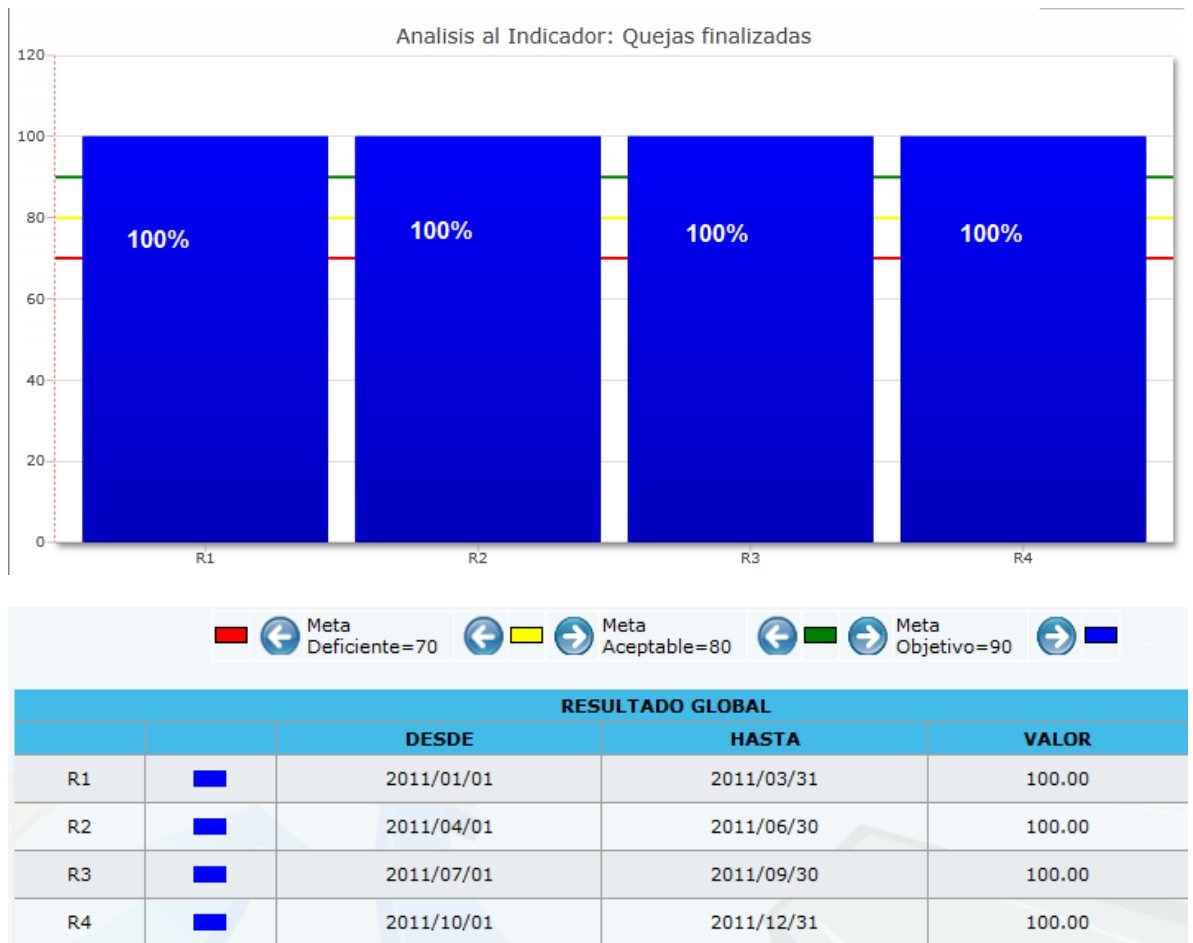 Analisis al Indicador: Quejas finalizadas
120
100
80
60
40
20
0
100%
100%
100%
100%
R1
R2
R3
R4
Meta
Deficiente=70
Meta
Aceptable=80
Meta
Objetivo=90
RESULTADO GLOBAL
DESDE HASTA VALOR
R1 2011/01/01 2011/03/31 100.00
R2 2011/04/01 2011/06/30 100.00
R3 2011/07/01 2011/09/30 100.00
R4 2011/10/01 2011/12/31 100.00